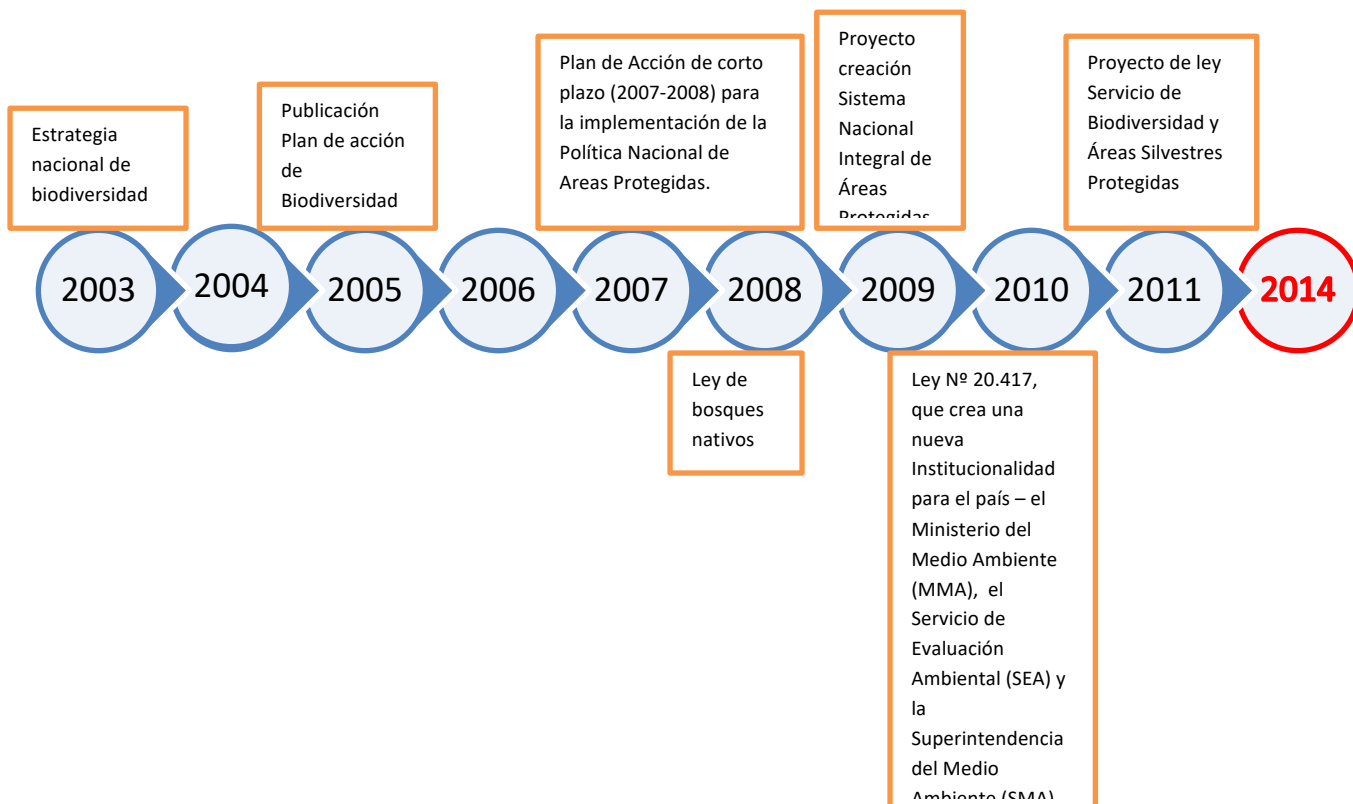 Estrategia
nacional de
biodiversidad
Publicación
Plan de acción
de
Biodiversidad
Plan de Acción de corto
plazo (2007-2008) para
la implementación de la
Política Nacional de
Areas Protegidas.
Proyecto
creación
Sistema
Nacional
Integral de
Áreas
Protegidas
Proyecto de ley
Servicio de
Biodiversidad y
Áreas Silvestres
Protegidas
2003
2004
2005
2006
2007
2008
2009
2010
2011
2014
Ley de
bosques
nativos
Ley Nº 20.417,
que crea una
nueva
Institucionalidad
para el país – el
Ministerio del
Medio Ambiente
(MMA), el
Servicio de
Evaluación
Ambiental (SEA) y
la
Superintendencia
del Medio
Ambiente (SMA)